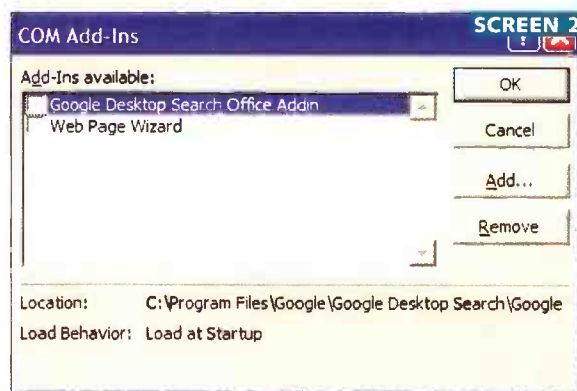 SCREEN 2
COM Add-Ins
?
Add-Ins available:
Google Desktop Search Office Addin
Web Page Wizard
OK
Cancel
Add...
Remove
Location: C:\Program Files\Google\Google Desktop Search\Google
Load Behavior: Load at Startup